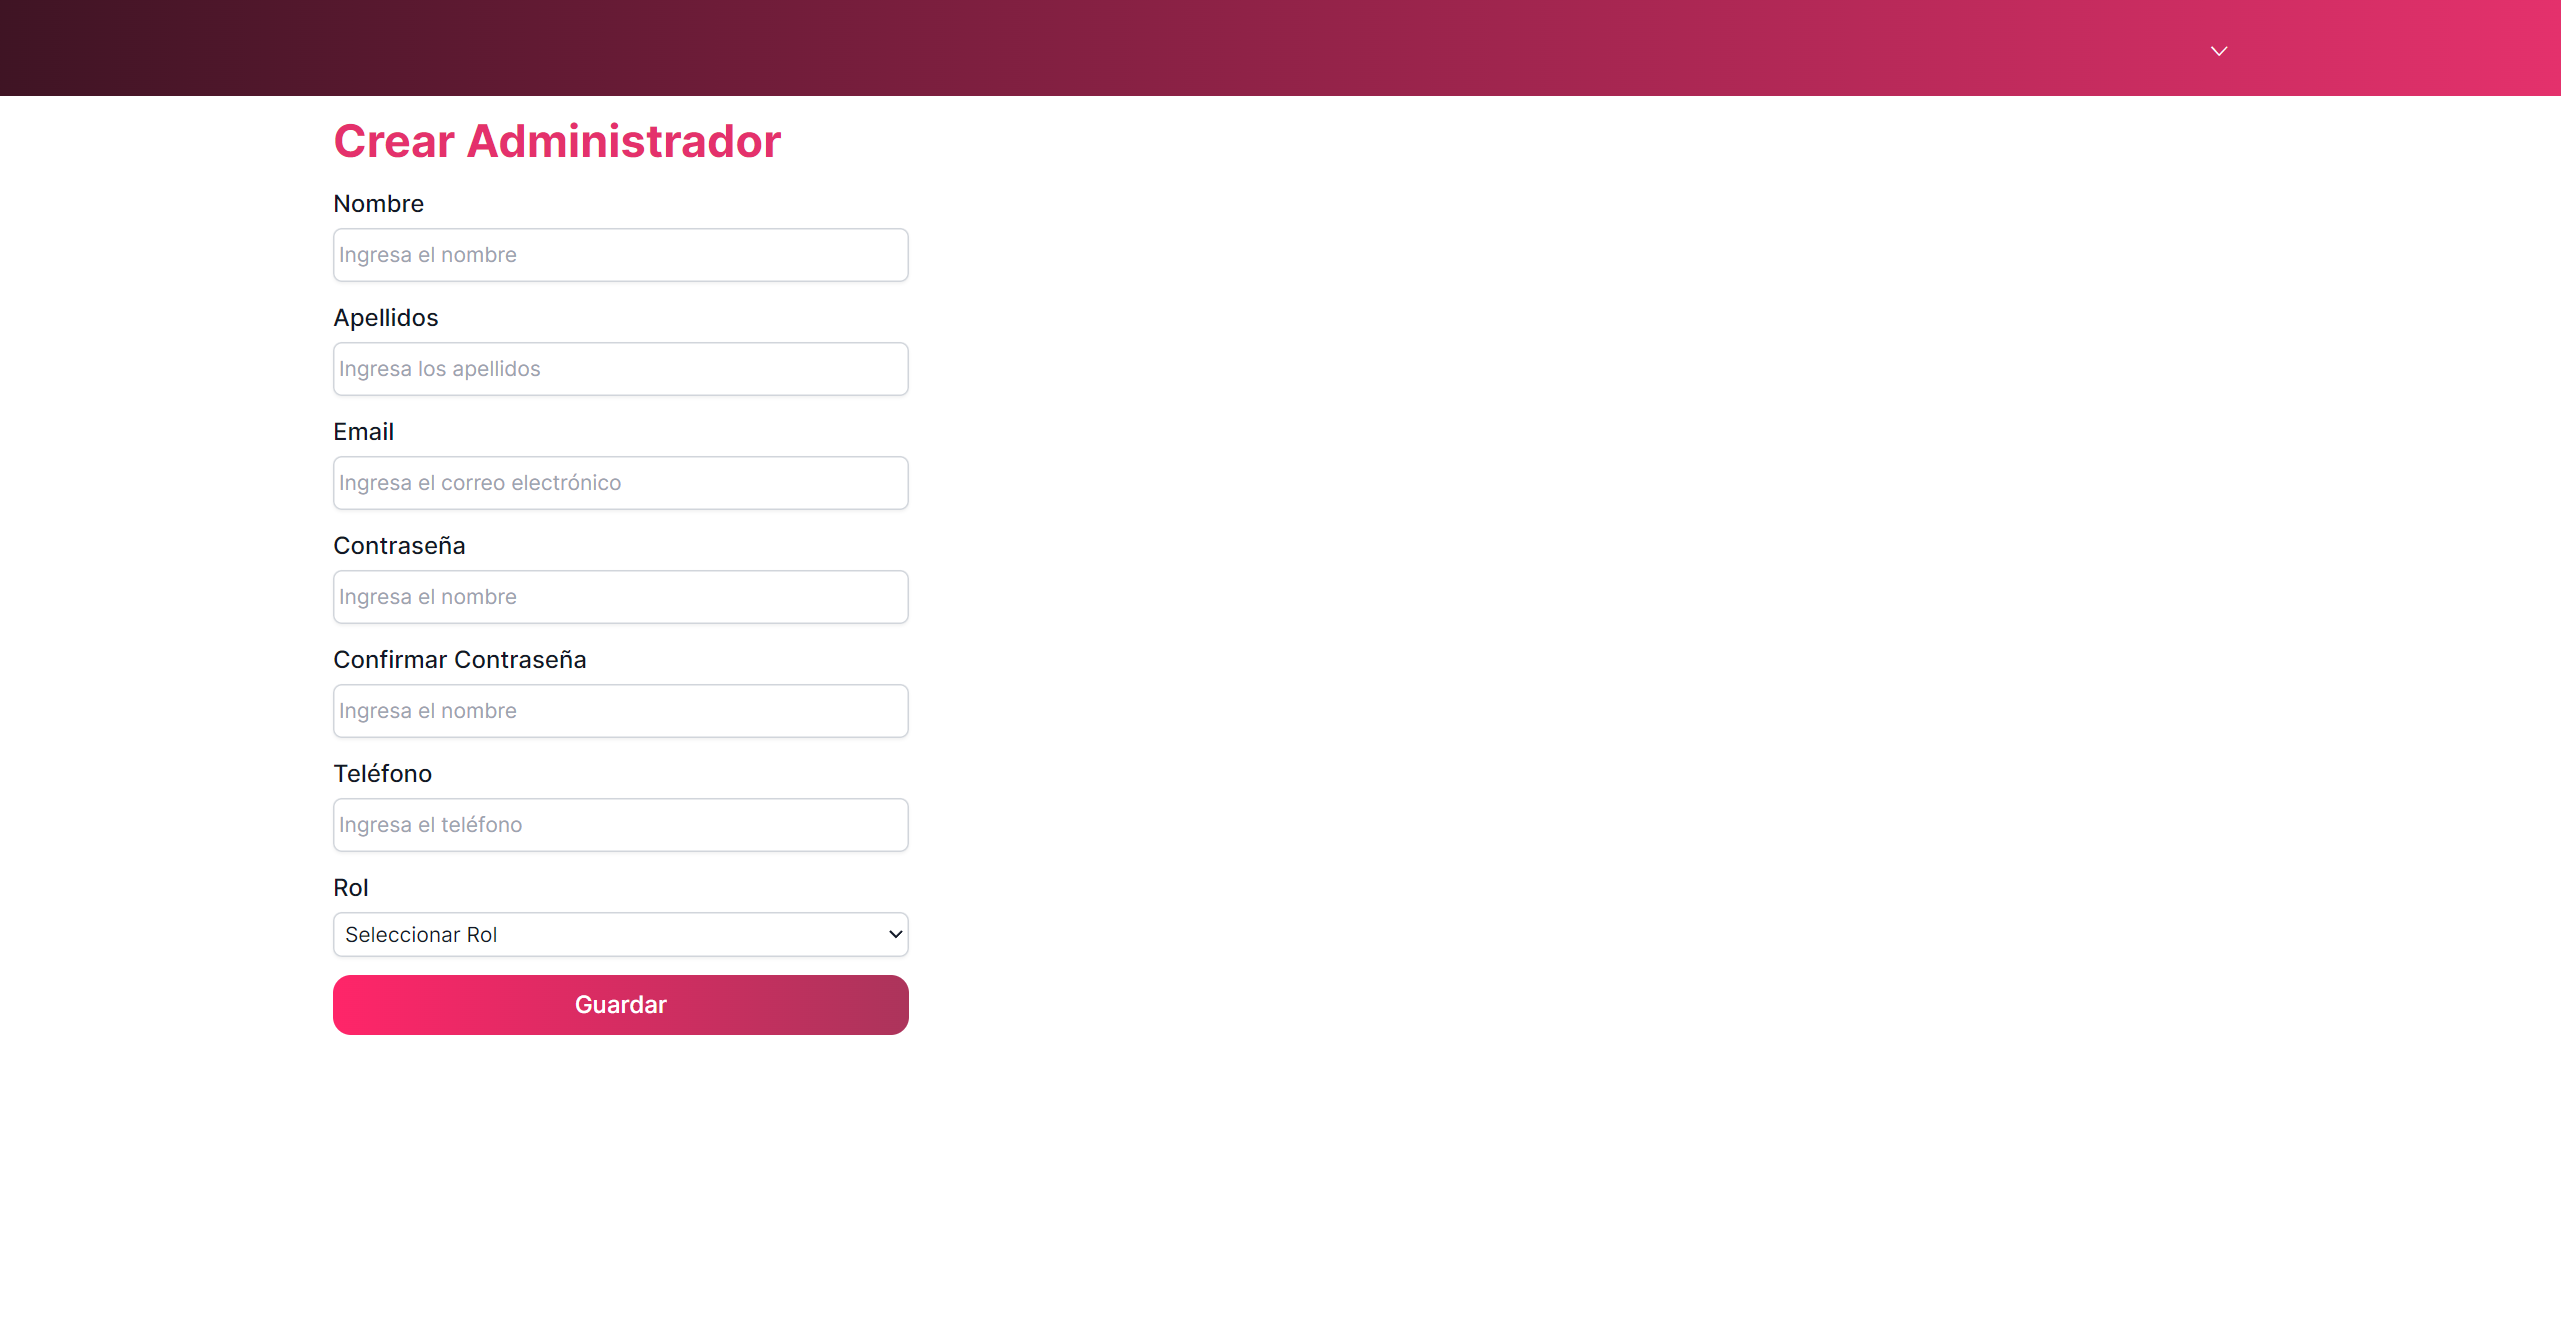 Crear Administrador
Nombre
Ingresa el nombre
Apellidos
Ingresa los apellidos
Email
Ingresa el correo electrónico
Contraseña
Ingresa el nombre
Confirmar Contraseña
Ingresa el nombre
Teléfono
Ingresa el teléfono
Rol
Seleccionar Rol
Guardar